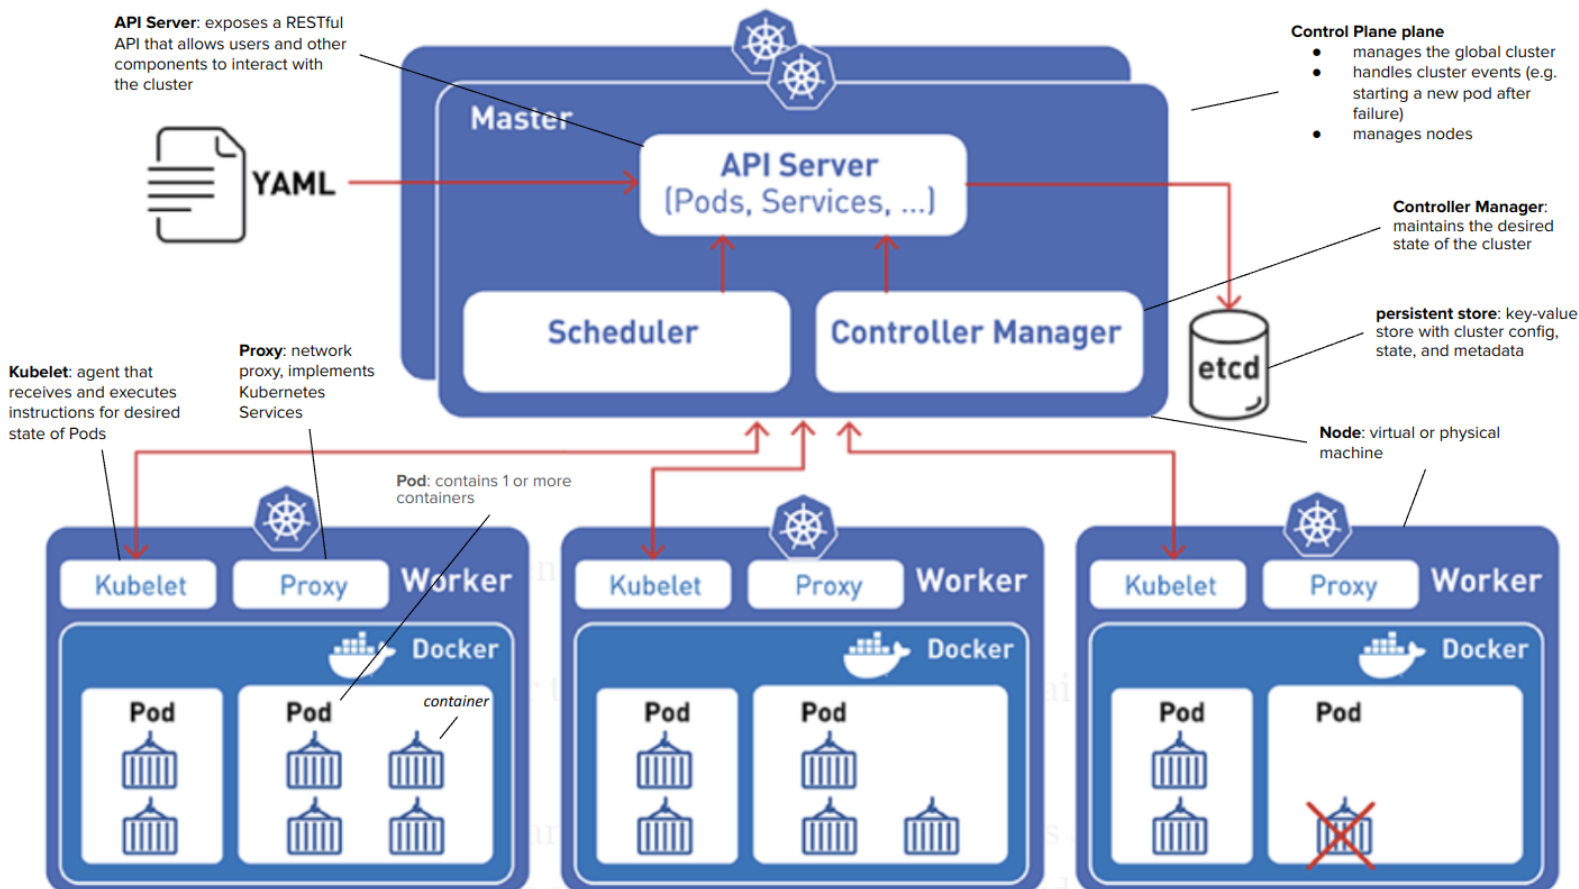 API Server: exposes a RESTful
API that allows users and other
components to interact with
the cluster
Control Plane plane
● manages the global cluster
● handles cluster events (e.g.
starting a new pod after
failure)
● manages nodes
Master
YAML
API Server
(Pods, Services, ...)
Controller Manager:
maintains the desired
state of the cluster
Scheduler
Controller Manager
etcd
persistent store: key-value
store with cluster config,
state, and metadata
Kubelet: agent that
receives and executes
instructions for desired
state of Pods
Proxy: network
proxy, implements
Kubernetes
Services
Node: virtual or physical
machine
Pod: contains 1 or more
containers
Kubelet
Proxy
Worker
Docker
Pod
Pod
container
Kubelet
Proxy
Worker
Docker
Pod
Pod
Kubelet
Proxy
Worker
Docker
Pod
Pod